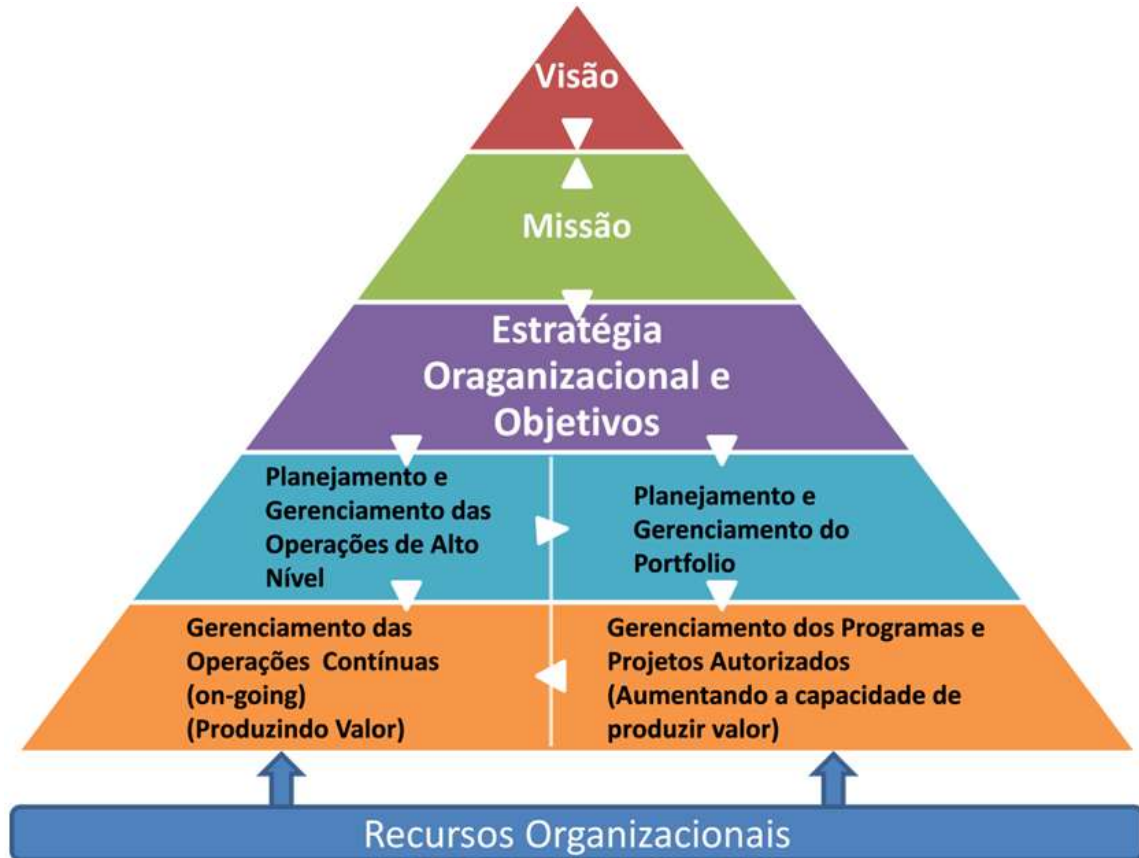 Visão
Missão
Estratégia
Oraganizacional e
Objetivos
Planejamento e
Gerenciamento das
Operações de Alto
Nível
Planejamento e
Gerenciamento do
Portfolio
Gerenciamento das
Operações Contínuas
(on-going)
(Produzindo Valor)
Gerenciamento dos Programas e
Projetos Autorizados
(Aumentando a capacidade de
produzir valor)
Recursos Organizacionais